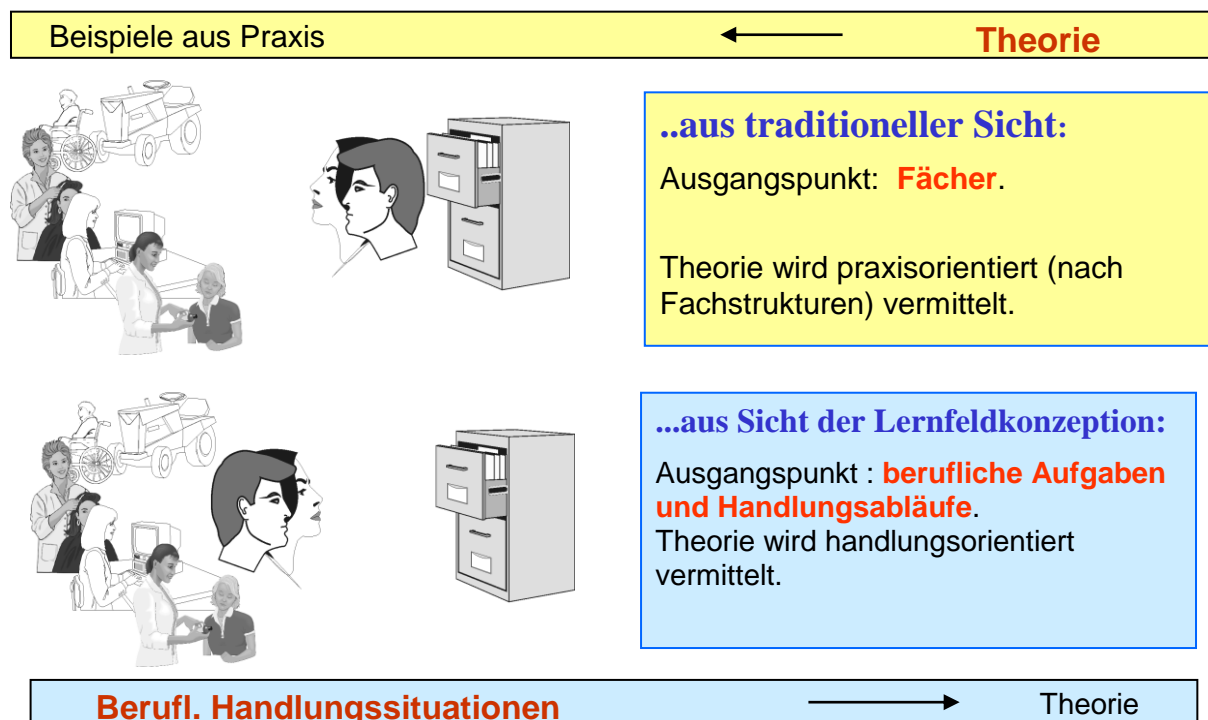 Beispiele aus Praxis
Theorie
..aus traditioneller Sicht:
Ausgangspunkt: Fächer.
Theorie wird praxisorientiert (nach
Fachstrukturen) vermittelt.
...aus Sicht der Lernfeldkonzeption:
Ausgangspunkt : berufliche Aufgaben
und Handlungsabläufe.
Theorie wird handlungsorientiert
vermittelt.
Berufl. Handlungssituationen
Theorie